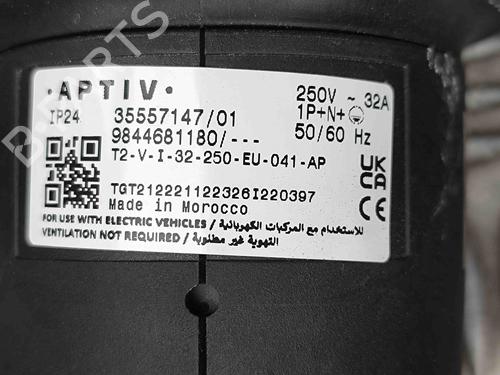 ·APTIV·
250V ~ 32A
IP24
35557147/01
1P+N+
9844681180/---
50/60 Hz
T2-V-I-32-250-EU-041-AP
UK
CA
TGT212221122326I220397
Made in Morocco
CE
FOR USE WITH ELECTRIC VEHICLES / للاستخدام مع المركبات الكهربائية
VENTILATION NOT REQUIRED / التهوية غير مطلوبة